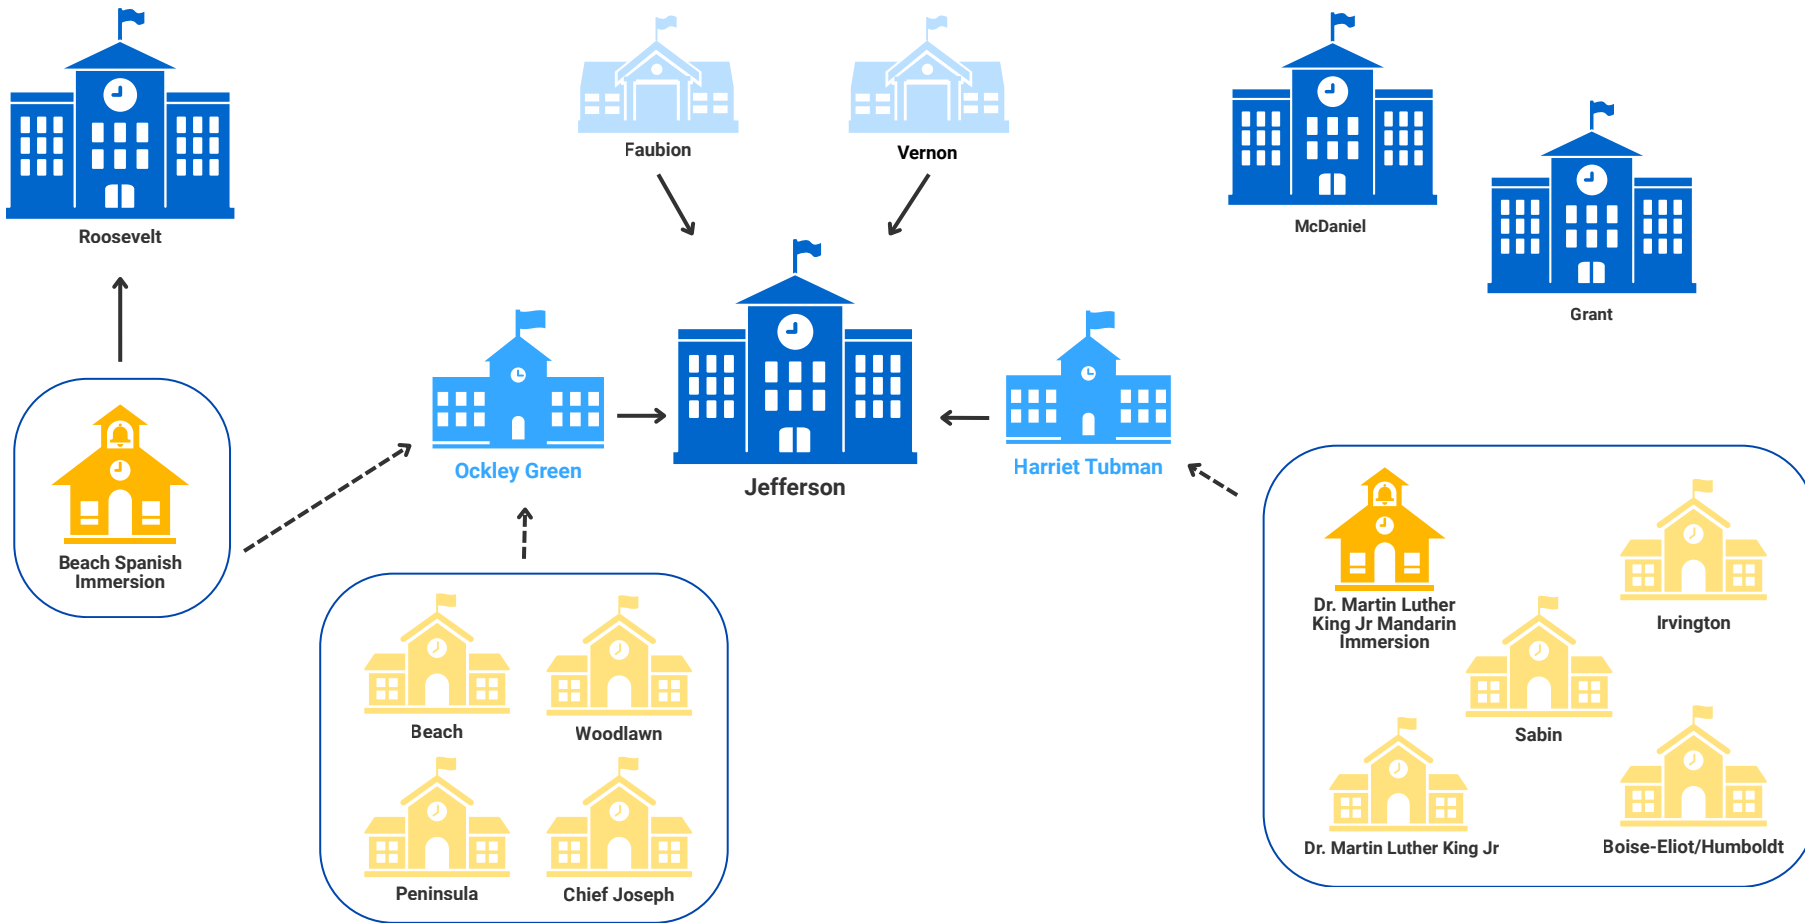 Roosevelt
Faubion
Vernon
McDaniel
Grant
Ockley Green
Jefferson
Harriet Tubman
Beach Spanish
Immersion
Beach
Woodlawn
Peninsula
Chief Joseph
Dr. Martin Luther
King Jr Mandarin
Immersion
Irvington
Sabin
Dr. Martin Luther King Jr
Boise-Eliot/Humboldt